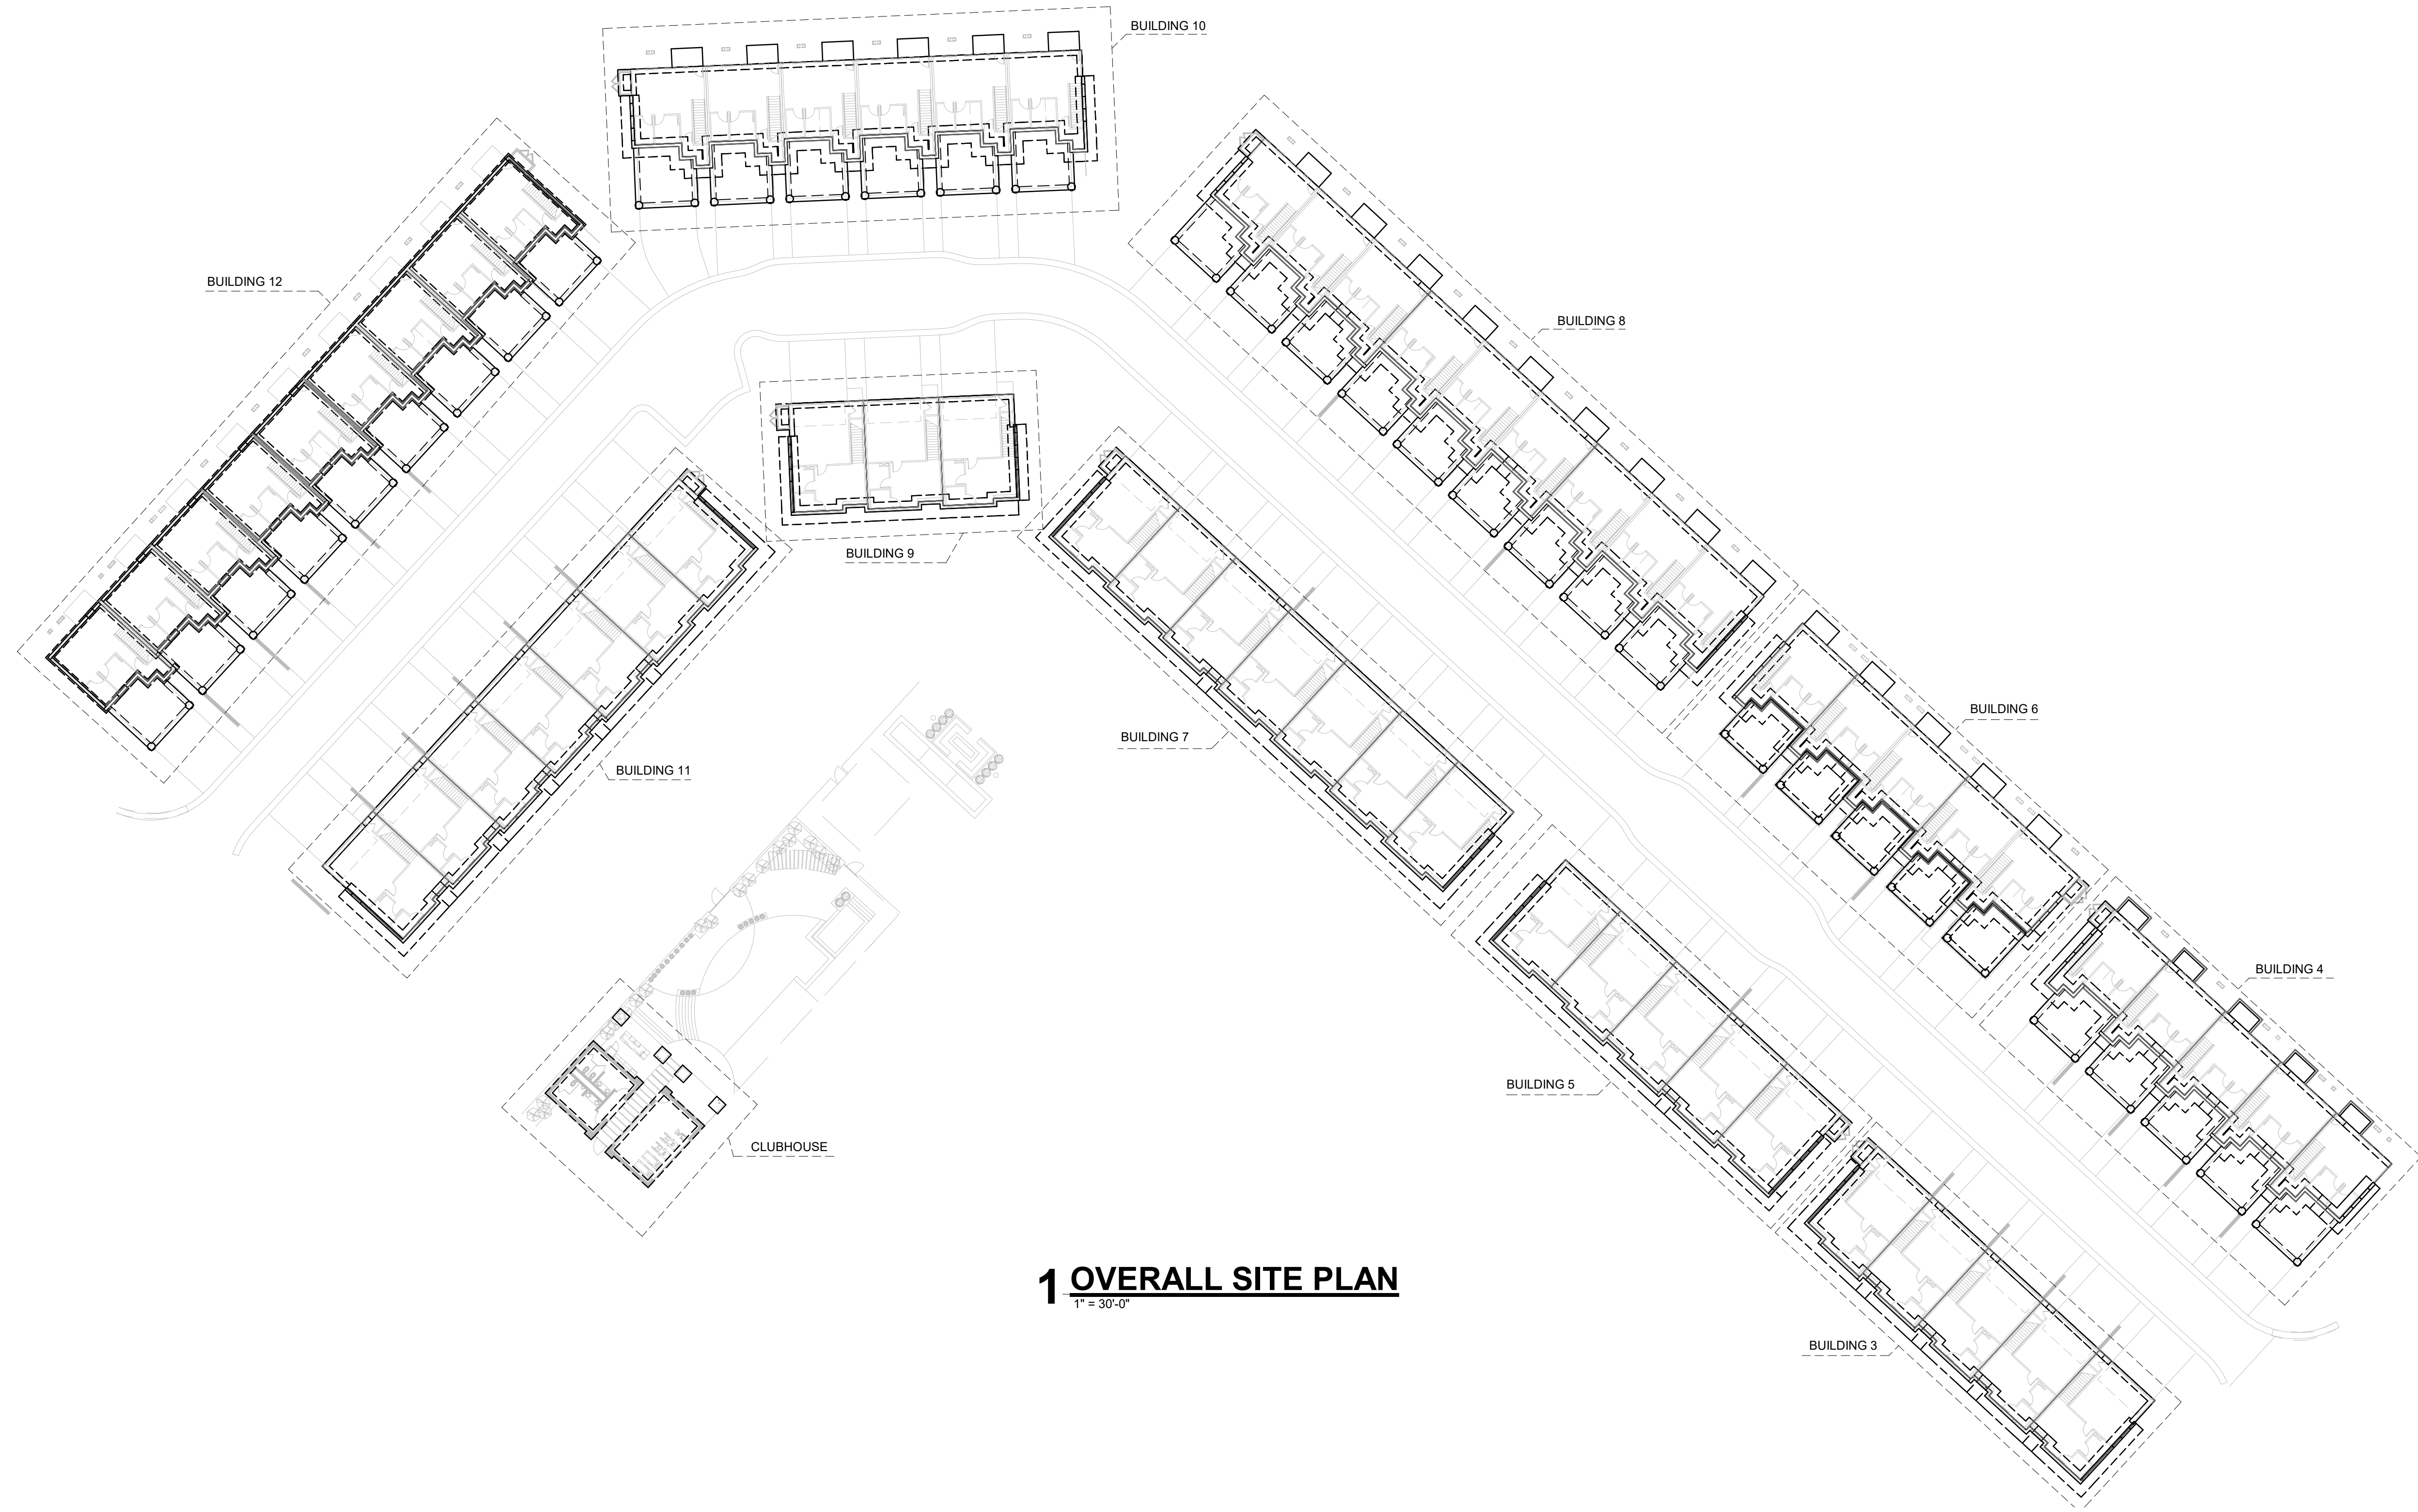 BUILDING 10
BUILDING 12
BUILDING 8
BUILDING 9
BUILDING 6
BUILDING 7
BUILDING 11
BUILDING 4
BUILDING 5
CLUBHOUSE
1 OVERALL SITE PLAN
1" = 30'-0"
BUILDING 3